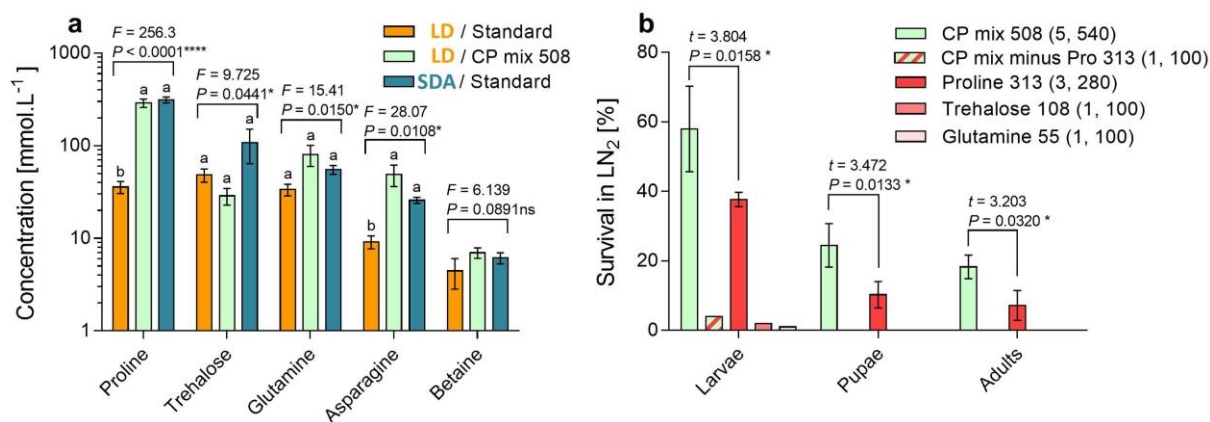 a
LD / Standard
LD / CP mix 508
SDA / Standard
F = 256.3
P < 0.0001****
F = 9.725
P = 0.0441*
F = 15.41
P = 0.0150*
F = 28.07
P = 0.0108*
F = 6.139
P = 0.0891ns
Concentration [mmol.L⁻¹]
1000
100
10
1
b a a
a a a
a a a
b a a
Proline
Trehalose
Glutamine
Asparagine
Betaine
b
CP mix 508 (5, 540)
CP mix minus Pro 313 (1, 100)
Proline 313 (3, 280)
Trehalose 108 (1, 100)
Glutamine 55 (1, 100)
t = 3.804
P = 0.0158 *
t = 3.472
P = 0.0133 *
t = 3.203
P = 0.0320 *
Survival in LN₂ [%]
80
60
40
20
0
Larvae
Pupae
Adults